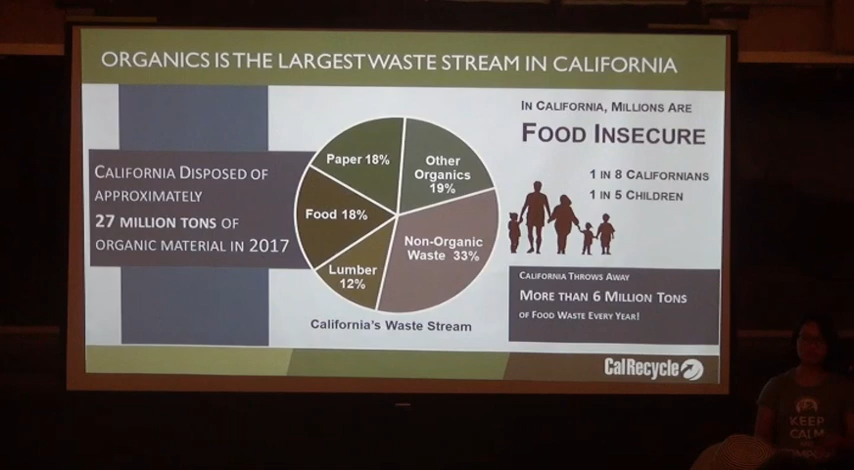 ORGANICS IS THE LARGEST WASTE STREAM IN CALIFORNIA
CALIFORNIA DISPOSED OF
APPROXIMATELY
27 MILLION TONS OF
ORGANIC MATERIAL IN 2017
Paper 18%
Other
Organics
19%
Food 18%
Non-Organic
Waste 33%
Lumber
12%
California's Waste Stream
IN CALIFORNIA, MILLIONS ARE
FOOD INSECURE
1 IN 8 CALIFORNIANS
1 IN 5 CHILDREN
CALIFORNIA THROWS AWAY
MORE THAN 6 MILLION TONS
OF FOOD WASTE EVERY YEAR!
CalRecycle
KEEP
CALM